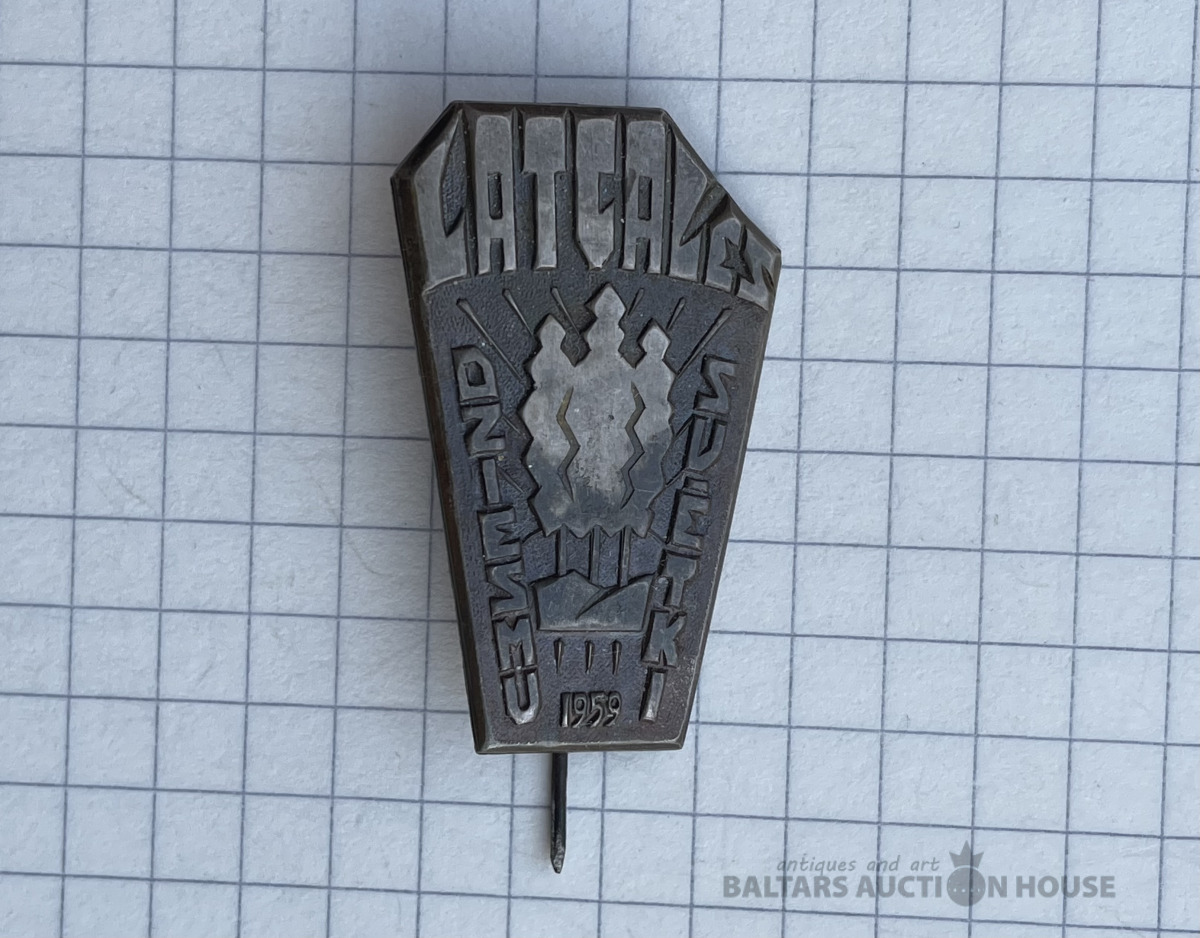 LATGALES
DZIESMU
SVĒTKI
1959
antiques and art
BALTARS AUCTION HOUSE